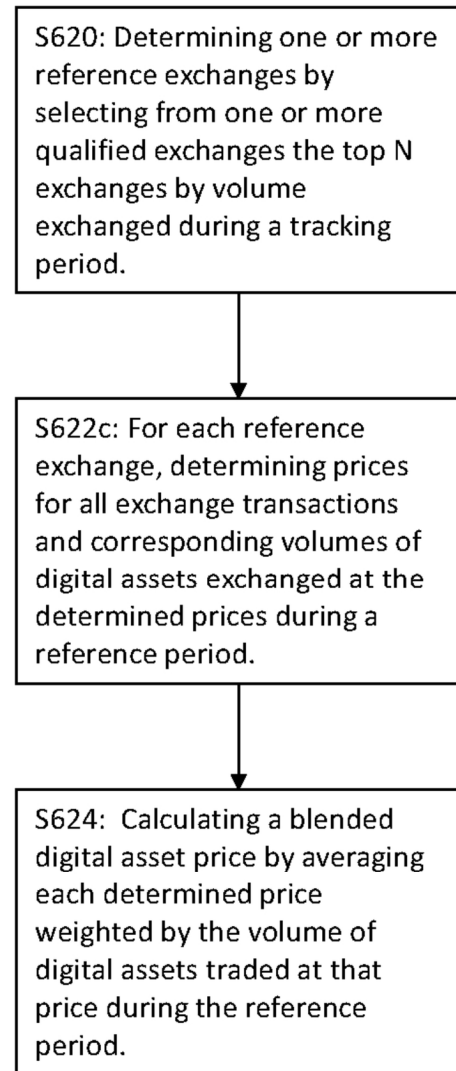 S620: Determining one or more
reference exchanges by
selecting from one or more
qualified exchanges the top N
exchanges by volume
exchanged during a tracking
period.
S622c: For each reference
exchange, determining prices
for all exchange transactions
and corresponding volumes of
digital assets exchanged at the
determined prices during a
reference period.
S624:  Calculating a blended
digital asset price by averaging
each determined price
weighted by the volume of
digital assets traded at that
price during the reference
period.